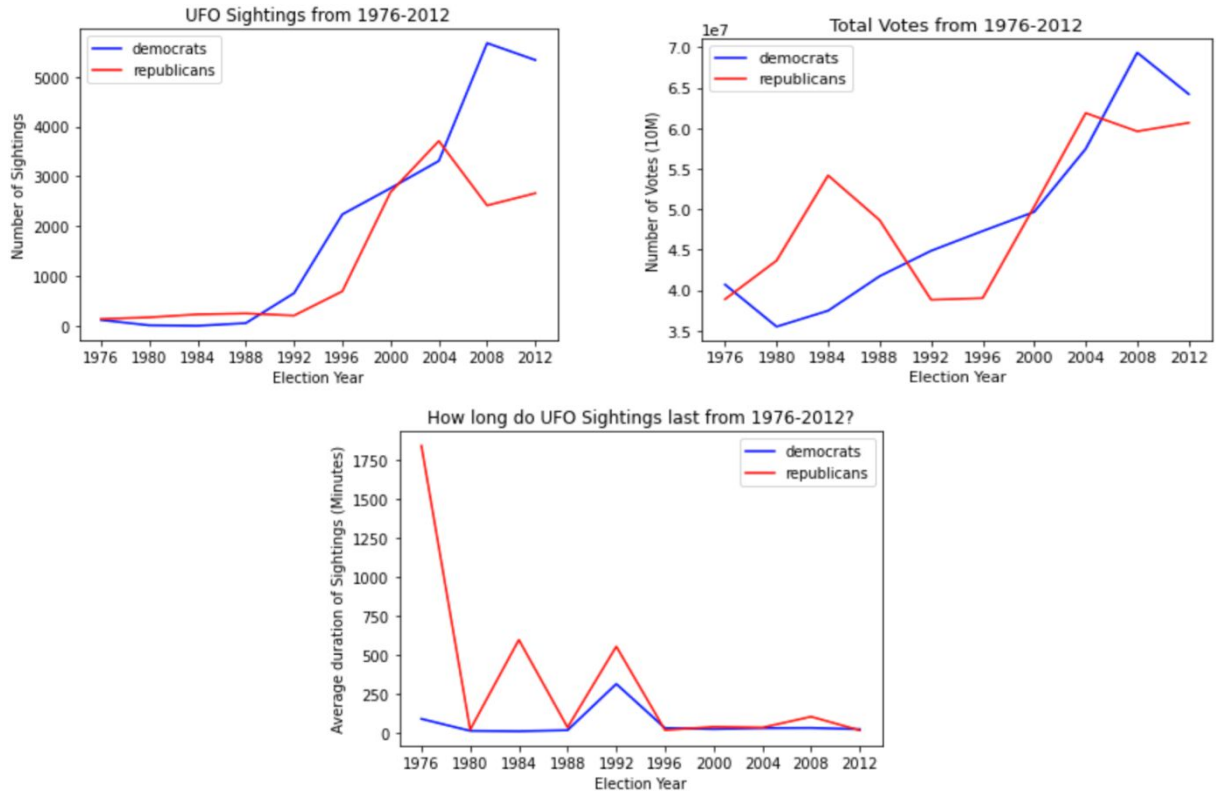 UFO Sightings from 1976-2012
democrats
republicans
Number of Sightings
5000
4000
3000
2000
1000
0
1976 1980 1984 1988 1992 1996 2000 2004 2008 2012
Election Year
Total Votes from 1976-2012
1e7
democrats
republicans
Number of Votes (10M)
7.0
6.5
6.0
5.5
5.0
4.5
4.0
3.5
1976 1980 1984 1988 1992 1996 2000 2004 2008 2012
Election Year
How long do UFO Sightings last from 1976-2012?
democrats
republicans
Average duration of Sightings (Minutes)
1750
1500
1250
1000
750
500
250
0
1976 1980 1984 1988 1992 1996 2000 2004 2008 2012
Election Year